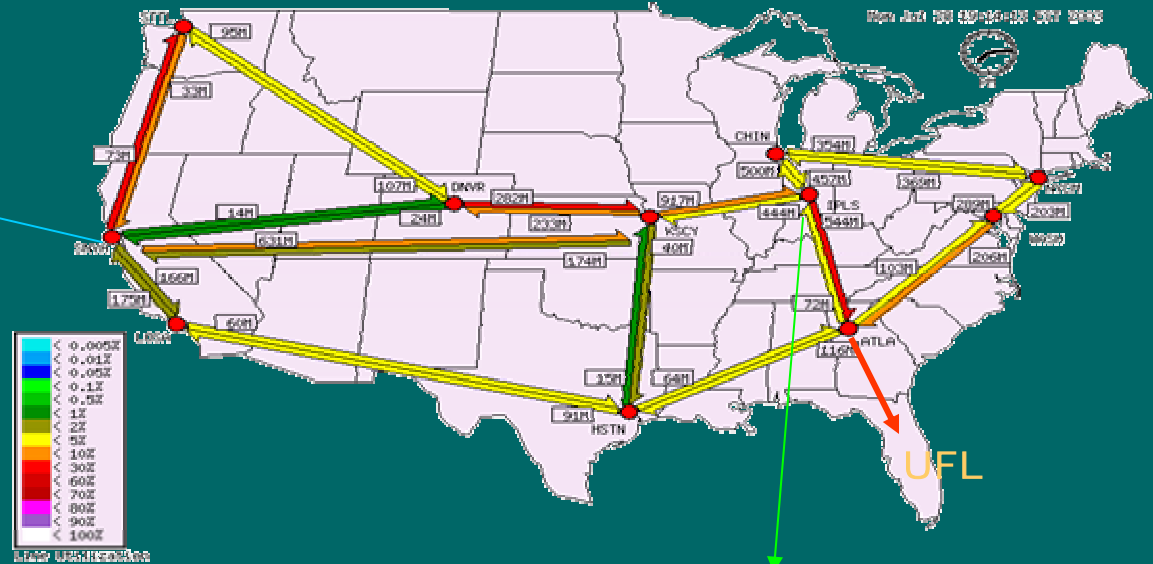 STTL
95M
33M
73M
CHIN
354M
500M
457M
369M
IPLS
107M
DNVR
282M
917M
14M
24M
233M
KSCY
444M
544M
289M
203M
WASH
631M
40M
174M
206M
103M
166M
175M
72M
LOSA
60M
ATLA
116M
15M
64M
91M
HSTN
UFL
< 0.005%
< 0.01%
< 0.05%
< 0.1%
< 0.5%
< 1%
< 2%
< 5%
< 10%
< 30%
< 60%
< 70%
< 80%
< 90%
< 100%
Line Utilization